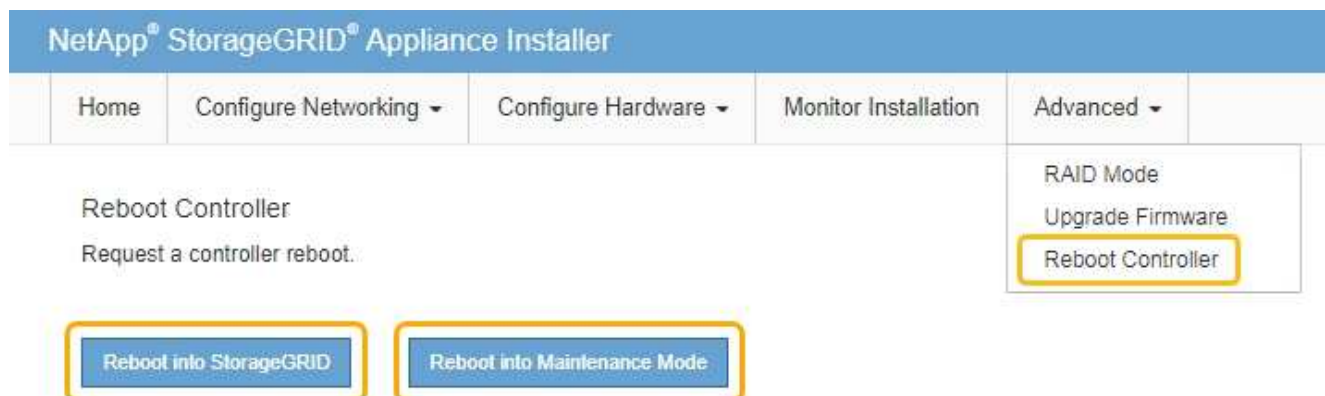 NetApp® StorageGRID® Appliance Installer
Home Configure Networking Configure Hardware Monitor Installation Advanced
RAID Mode
Upgrade Firmware
Reboot Controller
Reboot Controller
Request a controller reboot.
Reboot into StorageGRID Reboot into Maintenance Mode